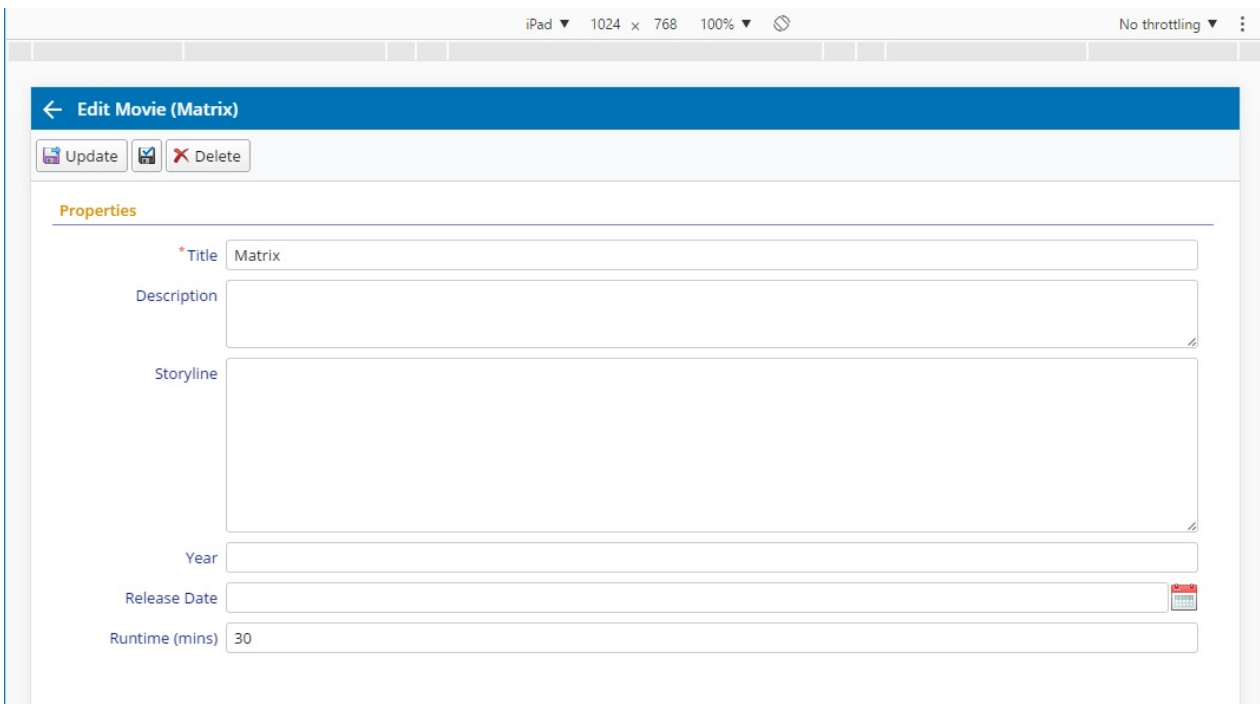 iPad ▼ 1024 × 768 100% ▼ No throttling ▼
Edit Movie (Matrix)
Update Delete
Properties
*Title Matrix
Description
Storyline
Year
Release Date
Runtime (mins) 30